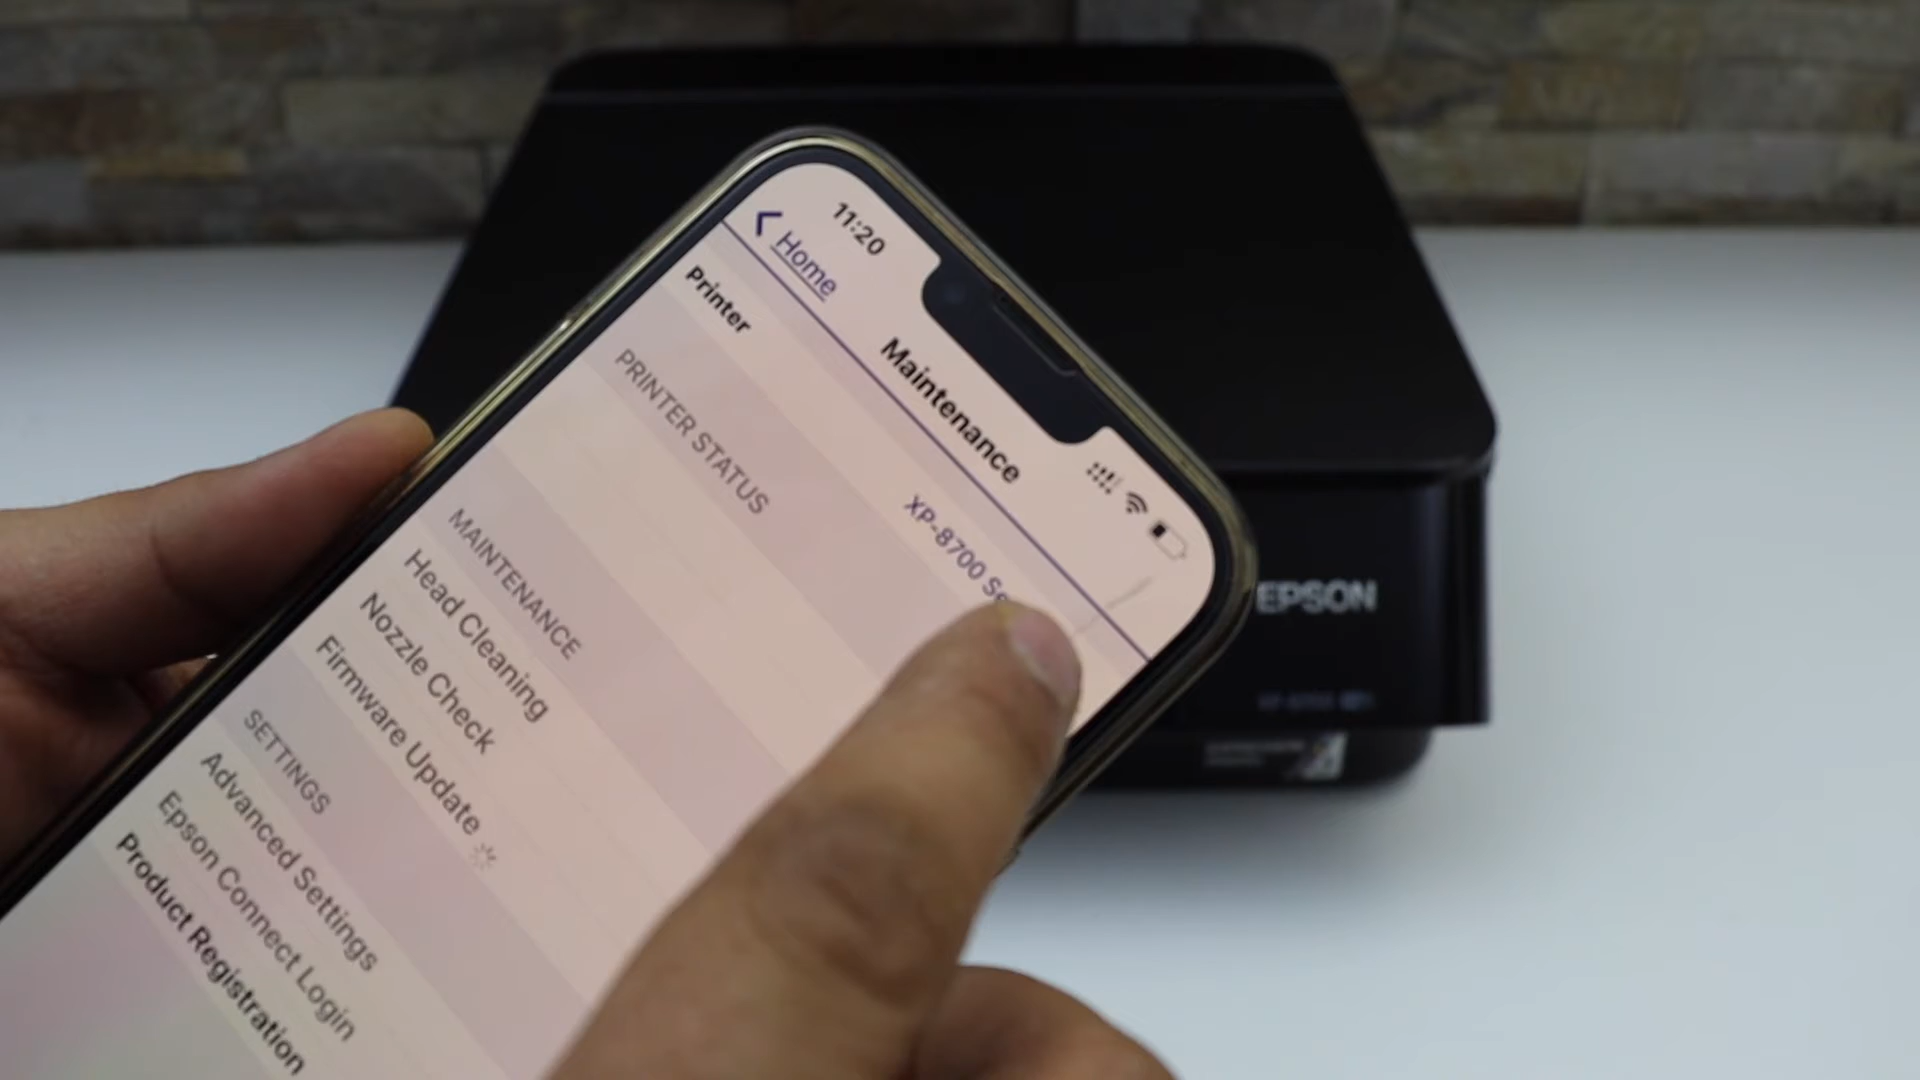 11:20
Home
Maintenance
Printer
XP-8700 Se
PRINTER STATUS
MAINTENANCE
Head Cleaning
Nozzle Check
Firmware Update
SETTINGS
Advanced Settings
Epson Connect Login
Product Registration
EPSON